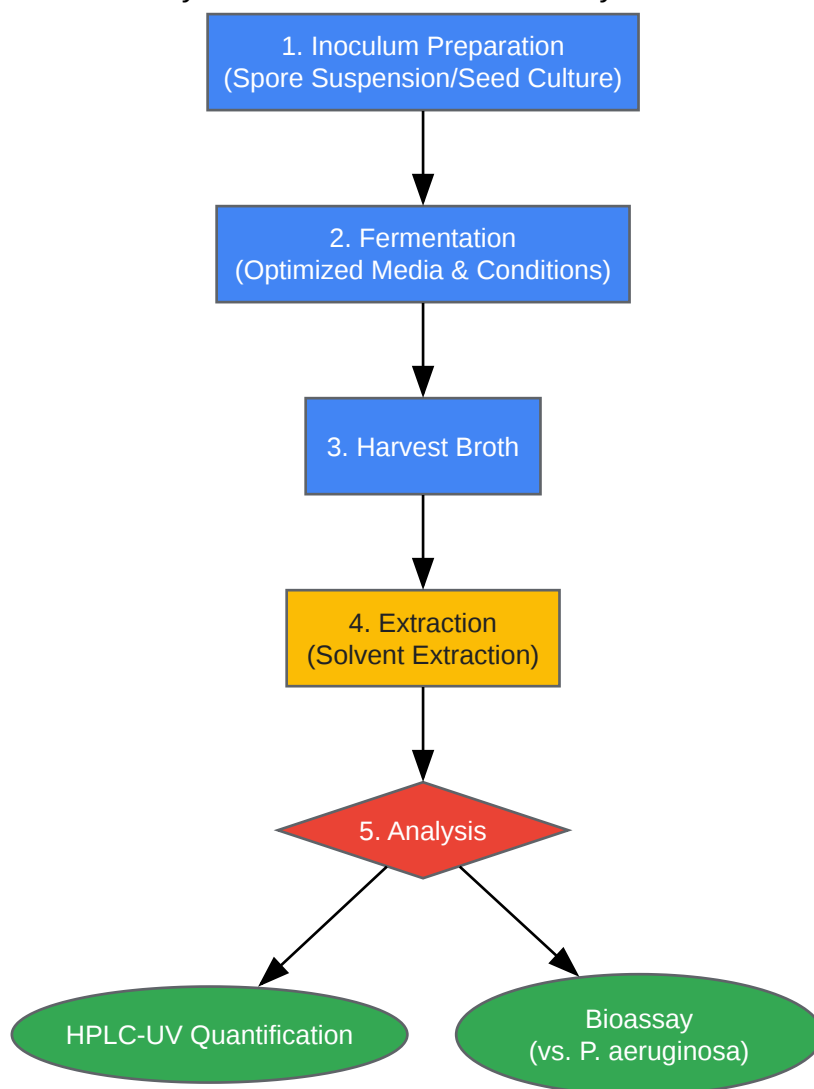 1. Inoculum Preparation
(Spore Suspension/Seed Culture)
2. Fermentation
(Optimized Media & Conditions)
3. Harvest Broth
4. Extraction
(Solvent Extraction)
5. Analysis
HPLC-UV Quantification
Bioassay
(vs. P. aeruginosa)